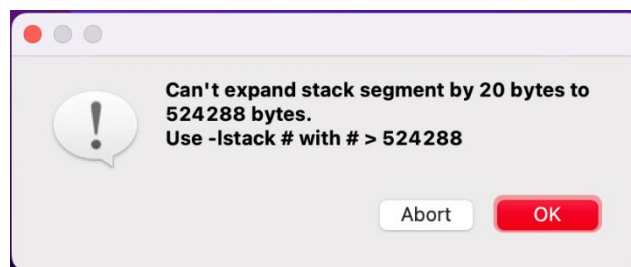 Can't expand stack segment by 20 bytes to
524288 bytes.
Use -lstack # with # > 524288
Abort
OK